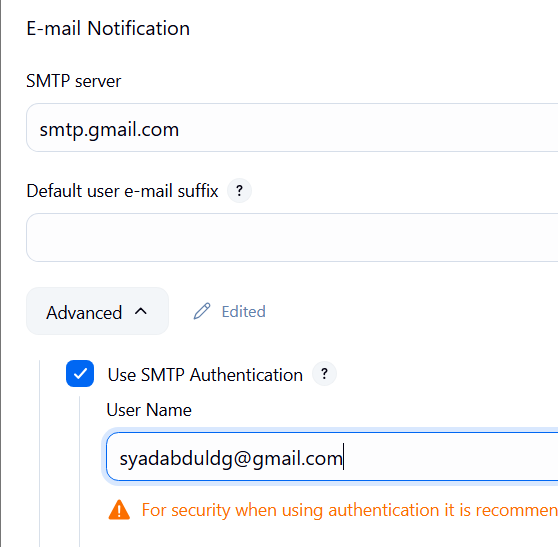 E-mail Notification
SMTP server
smtp.gmail.com
Default user e-mail suffix ?
Advanced Edited
Use SMTP Authentication ?
User Name
syadabduldg@gmail.com
For security when using authentication it is recommen